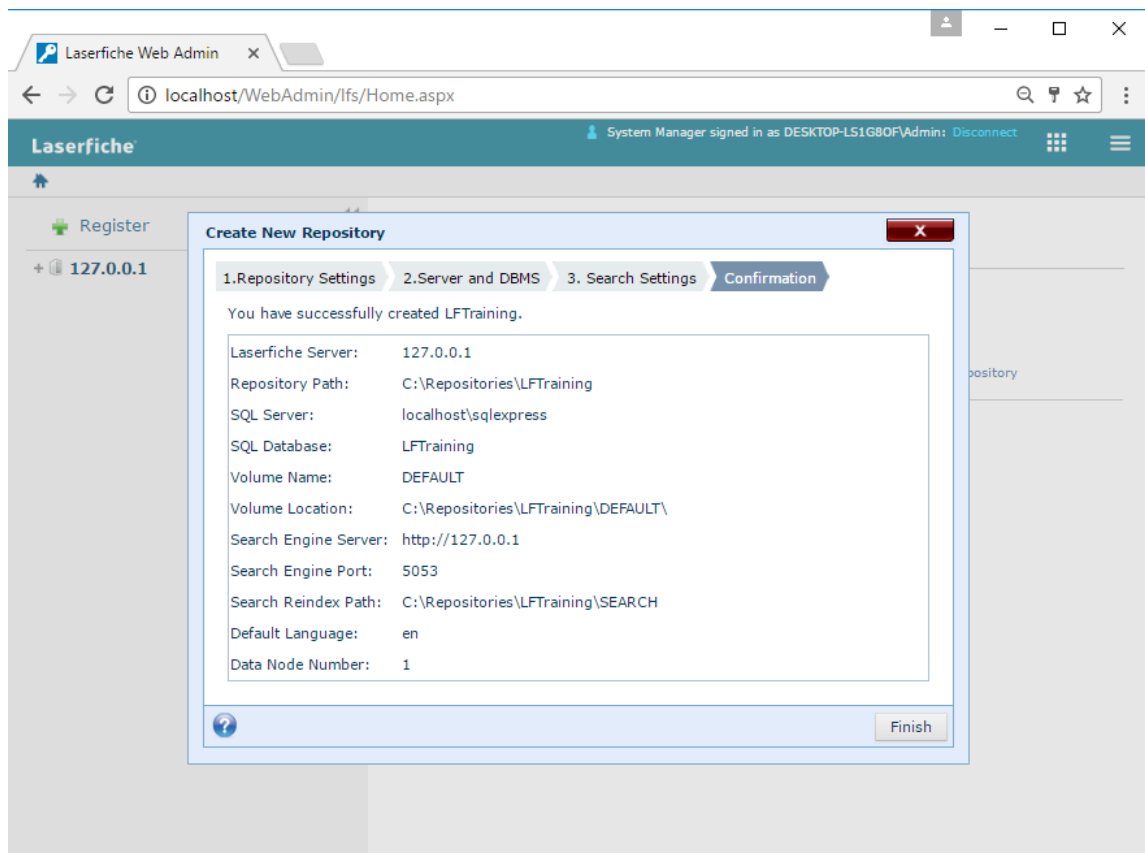 Laserfiche Web Admin
localhost/WebAdmin/lfs/Home.aspx
Laserfiche
System Manager signed in as DESKTOP-LS1G8OF\Admin: Disconnect
Register
127.0.0.1
Create New Repository
X
1.Repository Settings 2.Server and DBMS 3. Search Settings Confirmation
You have successfully created LFTraining.
Laserfiche Server: 127.0.0.1
Repository Path: C:\Repositories\LFTraining
SQL Server: localhost\sqlexpress
SQL Database: LFTraining
Volume Name: DEFAULT
Volume Location: C:\Repositories\LFTraining\DEFAULT\
Search Engine Server: http://127.0.0.1
Search Engine Port: 5053
Search Reindex Path: C:\Repositories\LFTraining\SEARCH
Default Language: en
Data Node Number: 1
pository
Finish